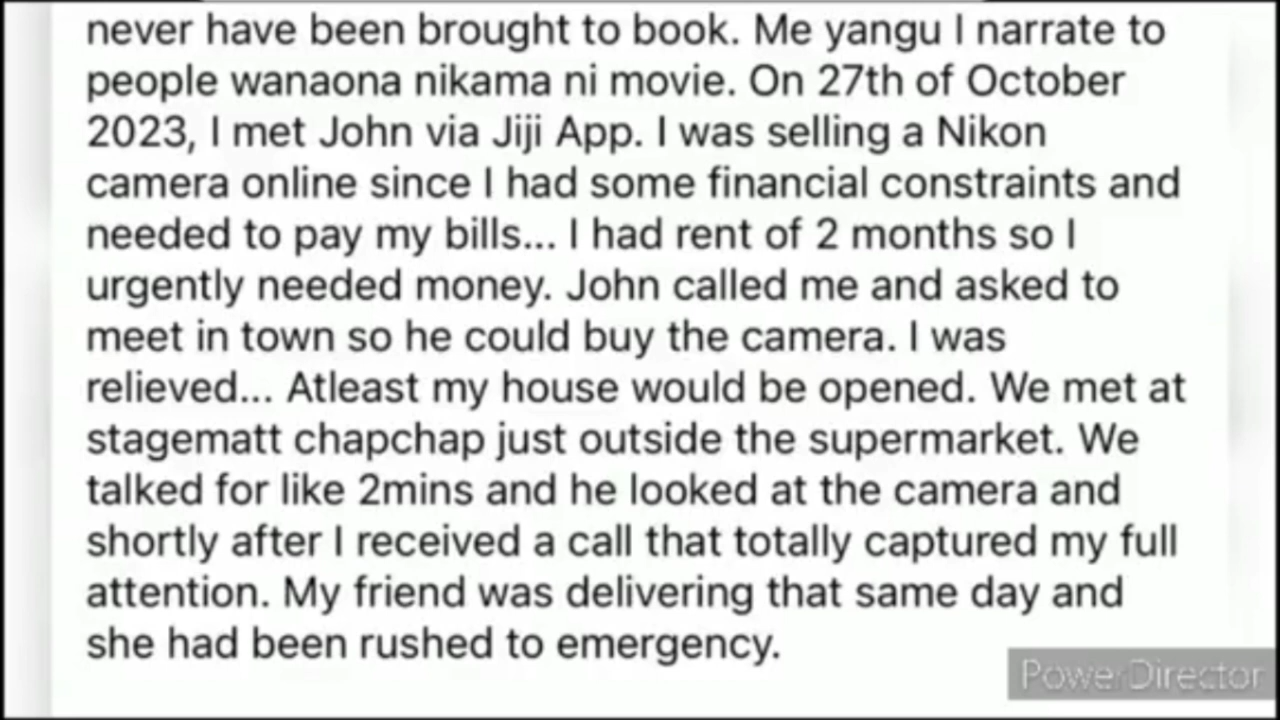 never have been brought to book. Me yangu I narrate to
people wanaona nikama ni movie. On 27th of October
2023, I met John via Jiji App. I was selling a Nikon
camera online since I had some financial constraints and
needed to pay my bills... I had rent of 2 months so I
urgently needed money. John called me and asked to
meet in town so he could buy the camera. I was
relieved... Atleast my house would be opened. We met at
stagematt chapchap just outside the supermarket. We
talked for like 2mins and he looked at the camera and
shortly after I received a call that totally captured my full
attention. My friend was delivering that same day and
she had been rushed to emergency.
PowerDirector